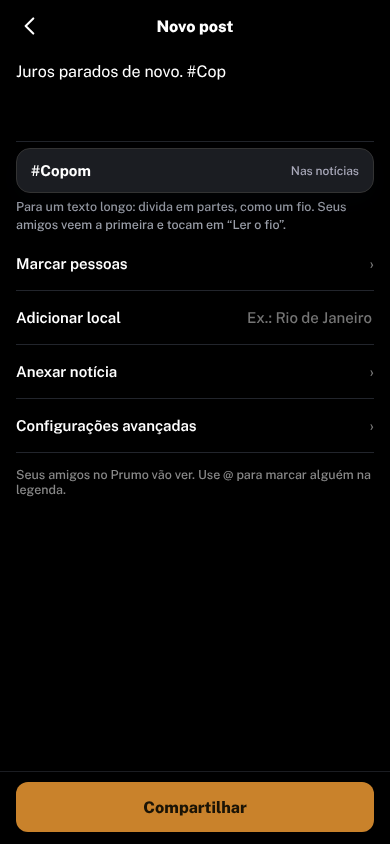 Novo post
Juros parados de novo. #Cop
#Copom
Nas notícias
Para um texto longo: divida em partes, como um fio. Seus
amigos veem a primeira e tocam em “Ler o fio”.
Marcar pessoas
Adicionar local
Ex.: Rio de Janeiro
Anexar notícia
Configurações avançadas
Seus amigos no Prumo vão ver. Use @ para marcar alguém na
legenda.
Compartilhar